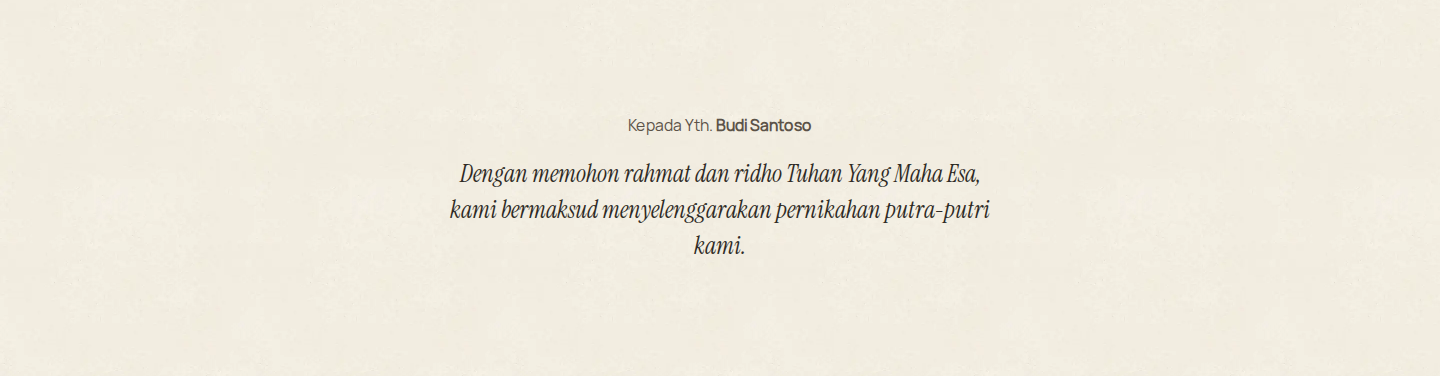 Kepada Yth. Budi Santoso
Dengan memohon rahmat dan ridho Tuhan Yang Maha Esa,
kami bermaksud menyelenggarakan pernikahan putra-putri
kami.